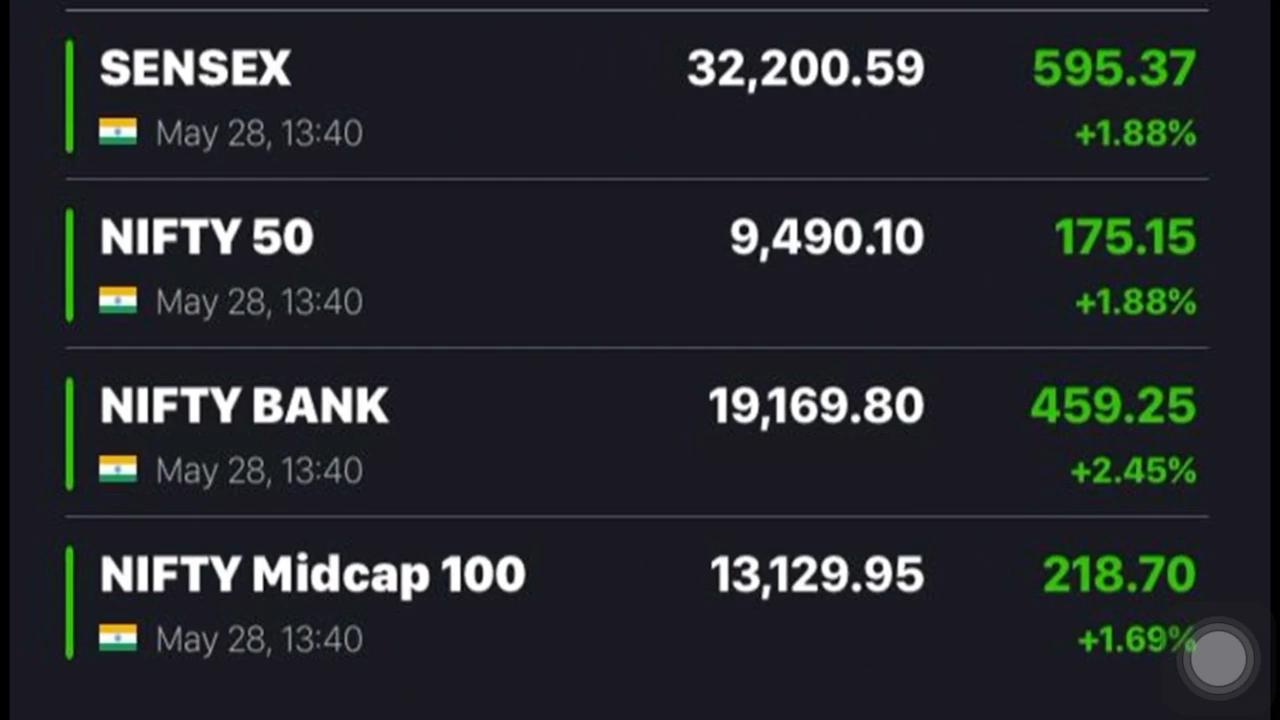 SENSEX 32,200.59 595.37
May 28, 13:40 +1.88%
NIFTY 50 9,490.10 175.15
May 28, 13:40 +1.88%
NIFTY BANK 19,169.80 459.25
May 28, 13:40 +2.45%
NIFTY Midcap 100 13,129.95 218.70
May 28, 13:40 +1.69%